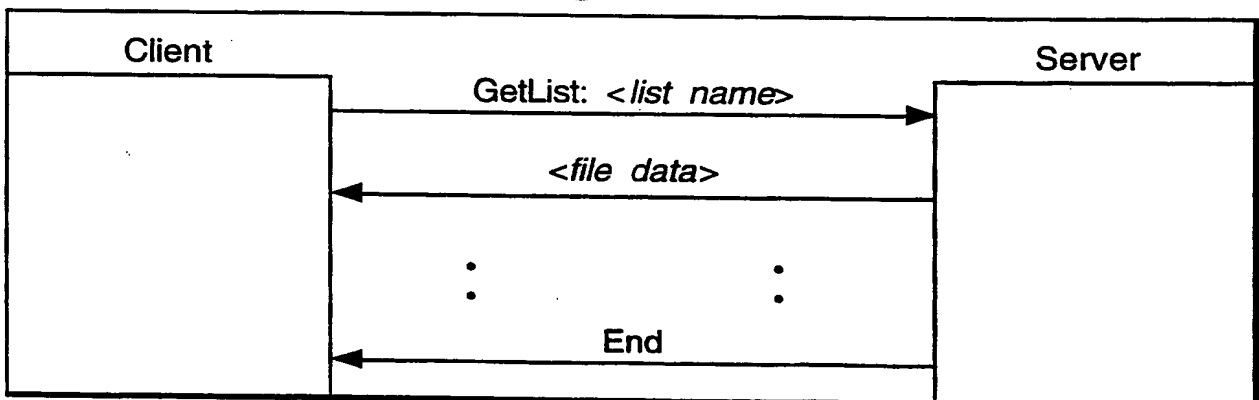 Client
Server
GetList: <list name>
<file data>
End